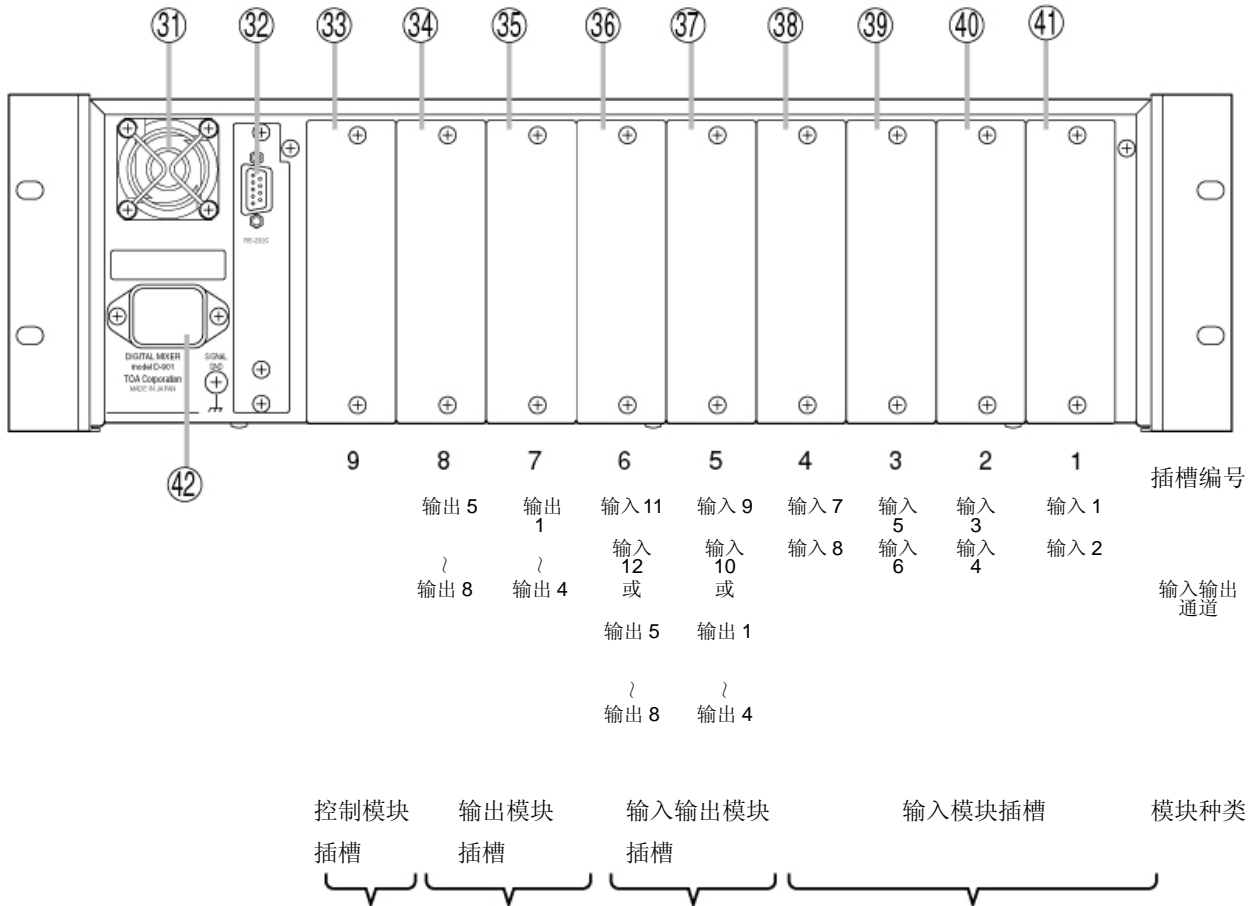 31 32 33 34 35 36 37 38 39 40 41
RS-232C
DIGITAL MIXER
model D-901
TOA Corporation
MADE IN JAPAN
SIGNAL
GND
42
9 8 7 6 5 4 3 2 1 插槽编号
输出 5 输出 输入 11 输入 9 输入 7 输入 输入 输入 1
1 5 3
输入 输入 输入 8 输入 输入 输入 2
~ ~ 12 10 6 4
输出 8 输出 4 或 或 输入输出
通道
输出 5 输出 1
~ ~
输出 8 输出 4
控制模块 输出模块 输入输出模块 输入模块插槽 模块种类
插槽 插槽 插槽